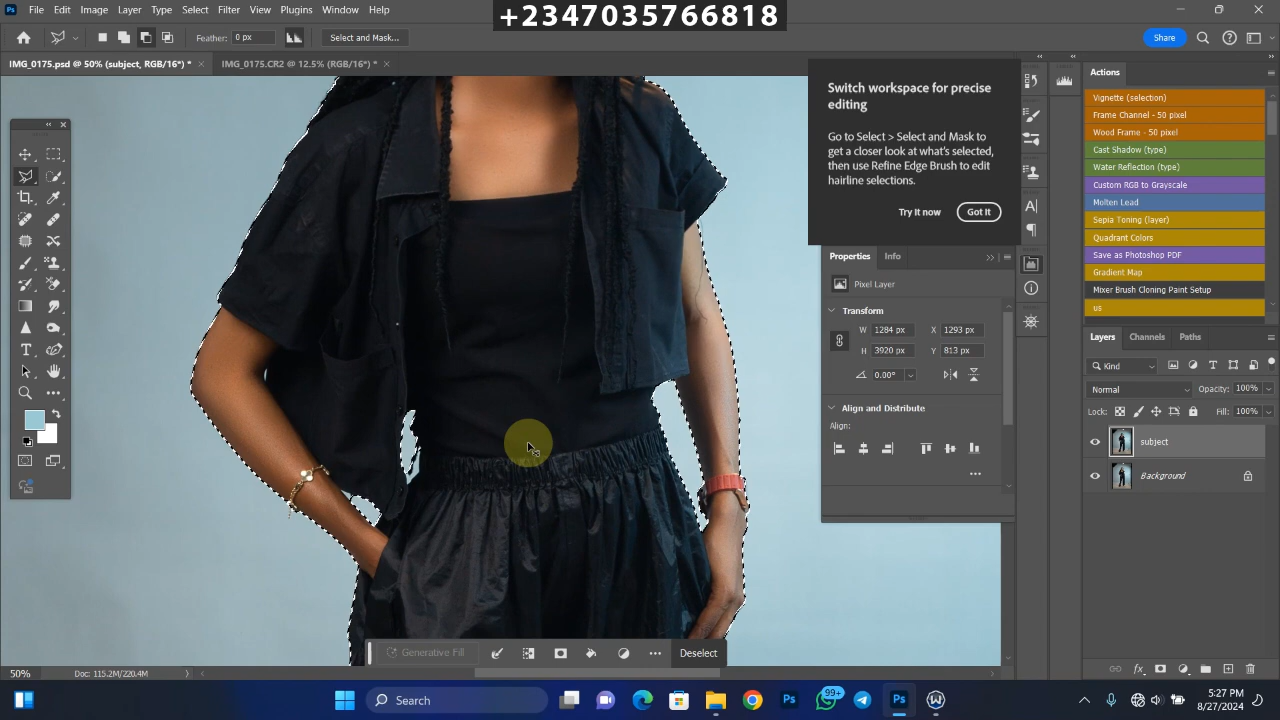 +2347035766818
Ps File Edit Image Layer Type Select Filter View Plugins Window Help
Feather: 0 px Select and Mask... Share
IMG_0175.psd @ 50% (subject, RGB/16*) * IMG_0175.CR2 @ 12.5% (RGB/16*) *
Switch workspace for precise
editing
Go to Select > Select and Mask to
get a closer look at what's selected,
then use Refine Edge Brush to edit
hairline selections.
Try it now Got It
Properties Info
Pixel Layer
Transform
W 1284 px X 1293 px
H 3920 px Y 813 px
0.00°
Align and Distribute
Align:
Actions
Vignette (selection)
Frame Channel - 50 pixel
Wood Frame - 50 pixel
Cast Shadow (type)
Water Reflection (type)
Custom RGB to Grayscale
Molten Lead
Sepia Toning (layer)
Quadrant Colors
Save as Photoshop PDF
Gradient Map
Mixer Brush Cloning Paint Setup
us
Layers Channels Paths
Kind
Normal Opacity: 100%
Lock: Fill: 100%
subject
Background
Generative Fill Deselect
50% Doc: 115.2M/220.4M
Search Ps 99+ Ps
5:27 PM
8/27/2024